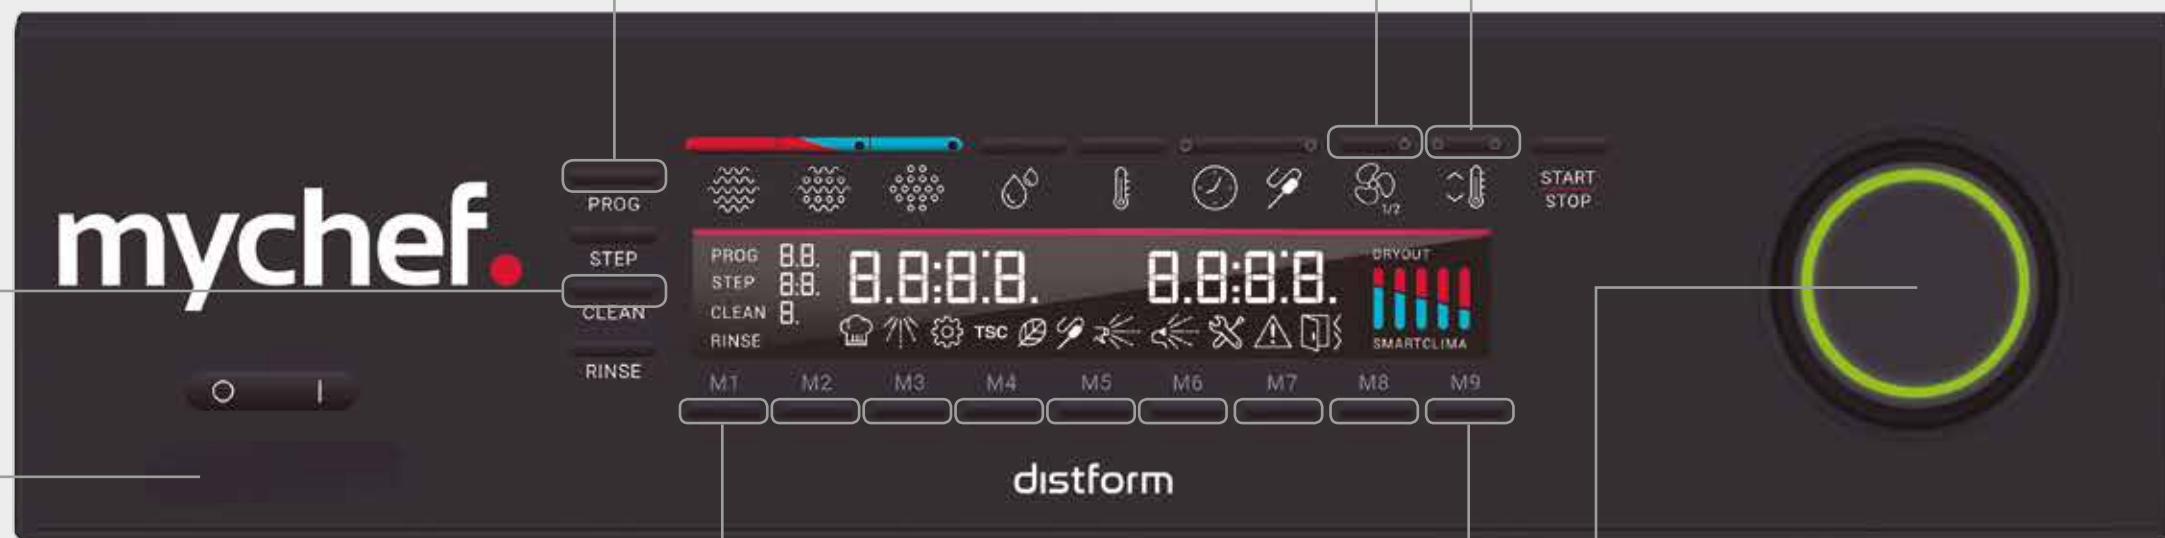 mychef.
PROG
STEP
CLEAN
RINSE
1/2
START
STOP
PROG 8.8.
STEP 8:8.
CLEAN 8.
RINSE
8.8:8.8.
8.8:8.8.
TSC
DRYOUT
SMARTCLIMA
M1 M2 M3 M4 M5 M6 M7 M8 M9
distform